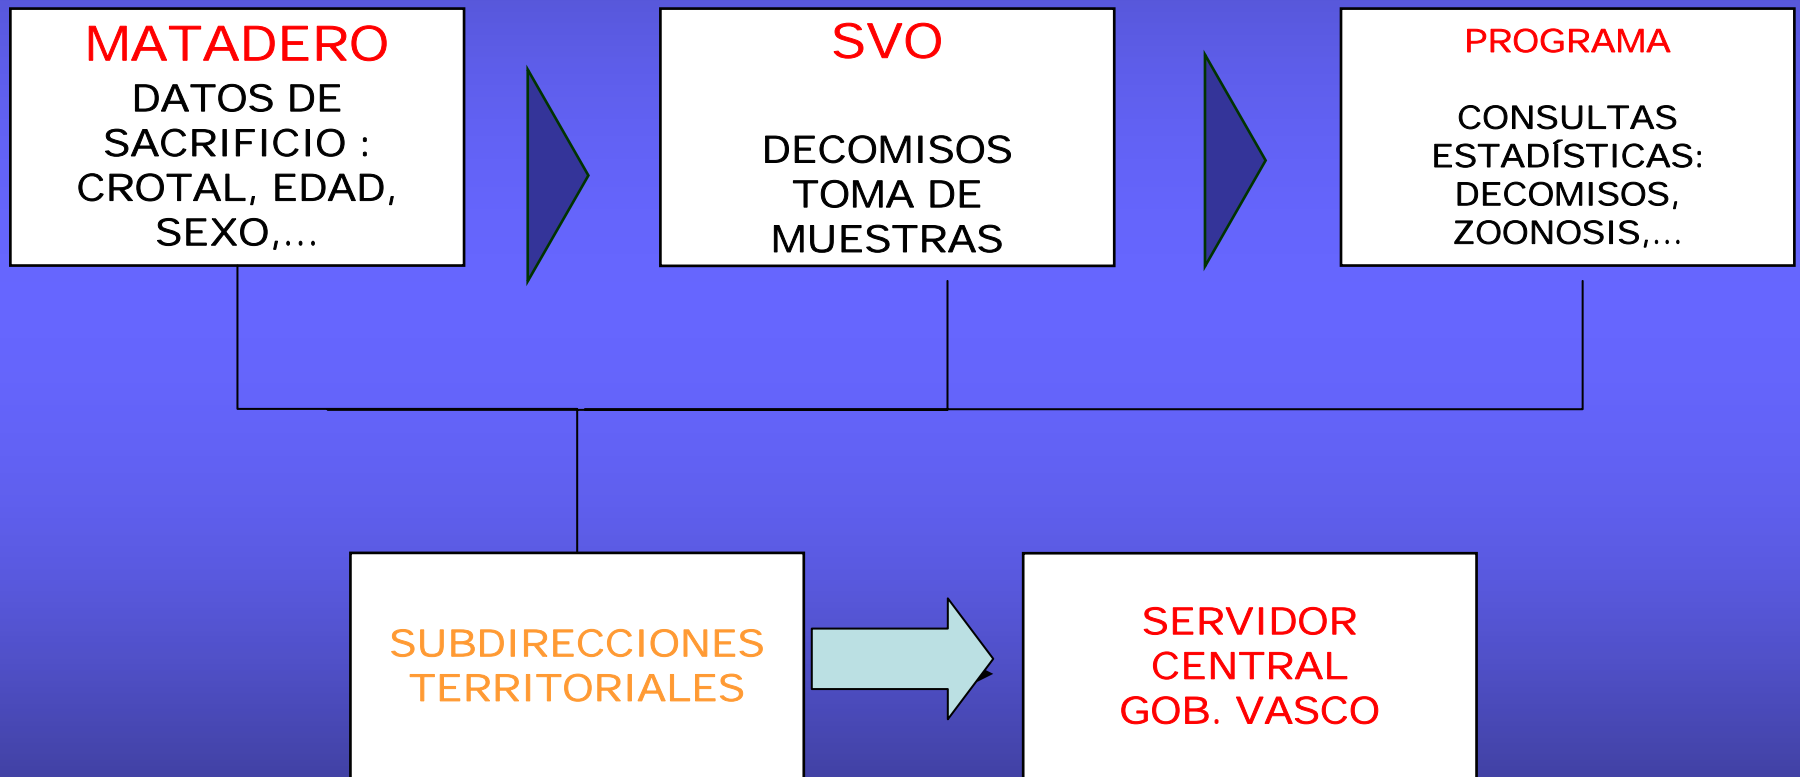 MATADERO
DATOS DE
SACRIFICIO :
CROTAL, EDAD,
SEXO,...
SVO
DECOMISOS
TOMA DE
MUESTRAS
PROGRAMA
CONSULTAS
ESTADÍSTICAS:
DECOMISOS,
ZOONOSIS,...
SUBDIRECCIONES
TERRITORIALES
SERVIDOR
CENTRAL
GOB. VASCO